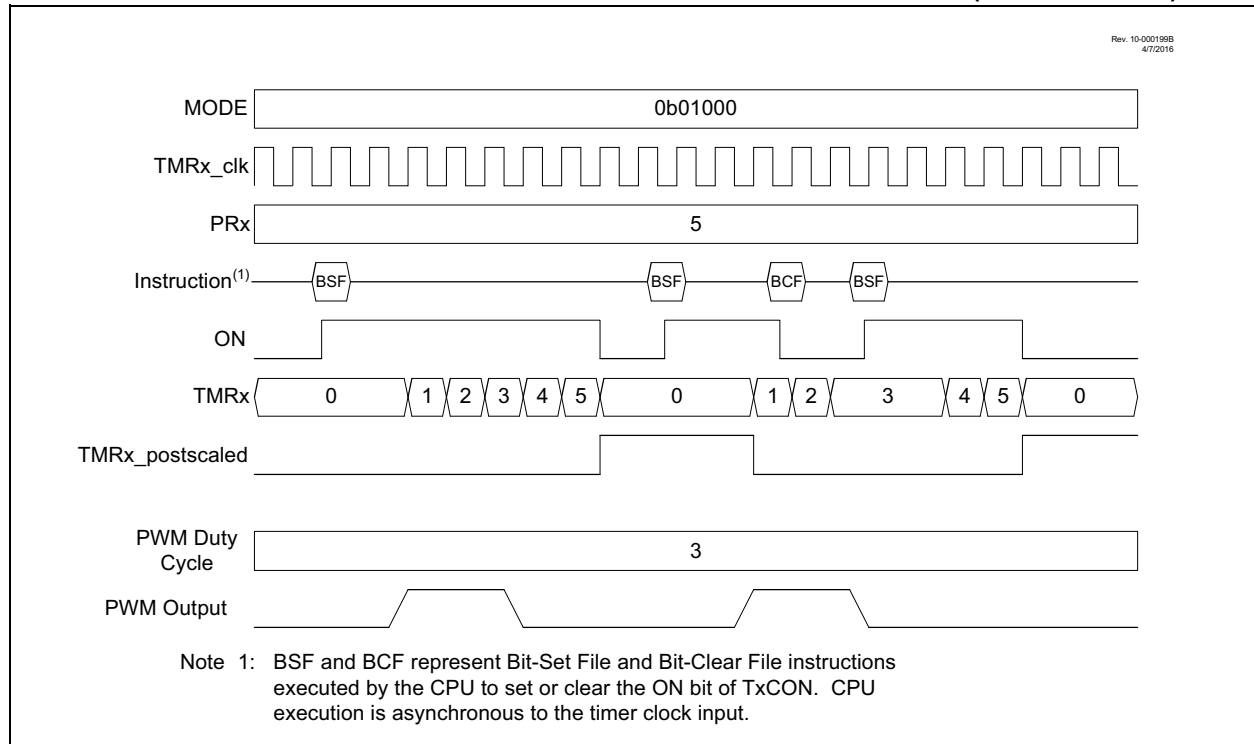 Rev. 10-000199B
4/7/2016
MODE 0b01000
TMRx_clk
PRx 5
Instruction(1) BSF BSF BCF BSF
ON
TMRx 0 1 2 3 4 5 0 1 2 3 4 5 0
TMRx_postscaled
PWM Duty
Cycle 3
PWM Output
Note 1: BSF and BCF represent Bit-Set File and Bit-Clear File instructions
executed by the CPU to set or clear the ON bit of TxCON. CPU
execution is asynchronous to the timer clock input.